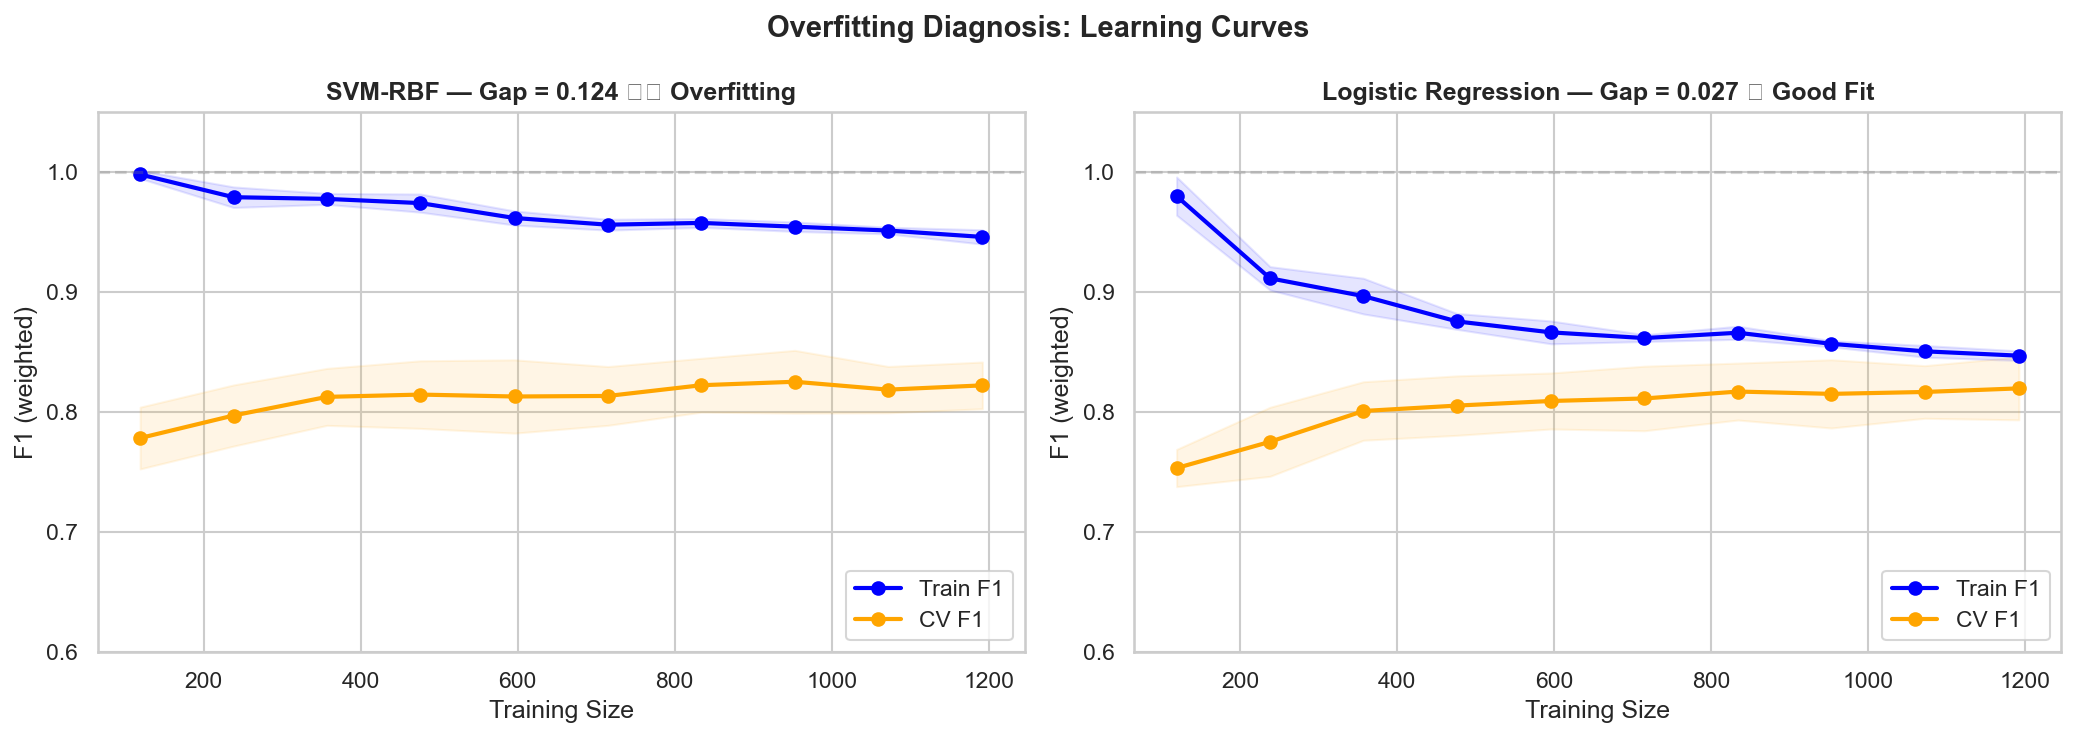 Overfitting Diagnosis: Learning Curves
SVM-RBF — Gap = 0.124 □□ Overfitting
F1 (weighted)
1.0
0.9
0.8
0.7
0.6
200 400 600 800 1000 1200
Training Size
Train F1
CV F1
Logistic Regression — Gap = 0.027 □ Good Fit
F1 (weighted)
1.0
0.9
0.8
0.7
0.6
200 400 600 800 1000 1200
Training Size
Train F1
CV F1